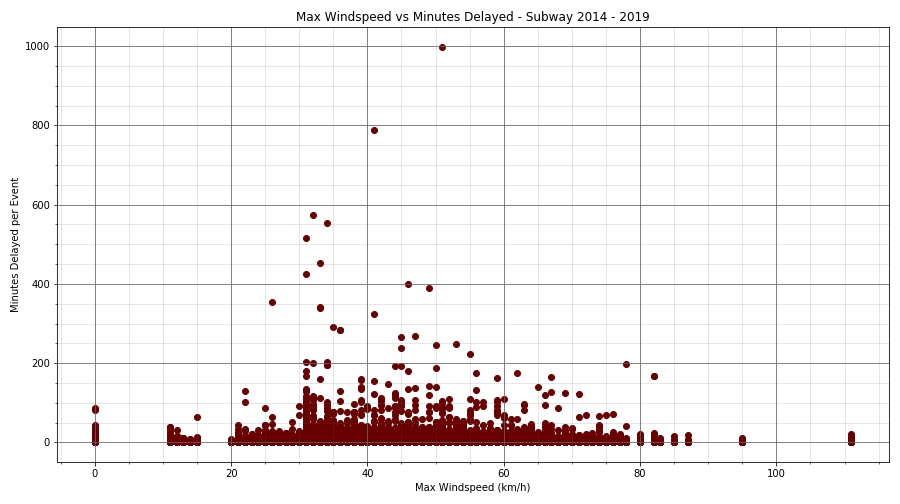 Max Windspeed vs Minutes Delayed - Subway 2014 - 2019
Minutes Delayed per Event
1000
800
600
400
200
0
0 20 40 60 80 100
Max Windspeed (km/h)